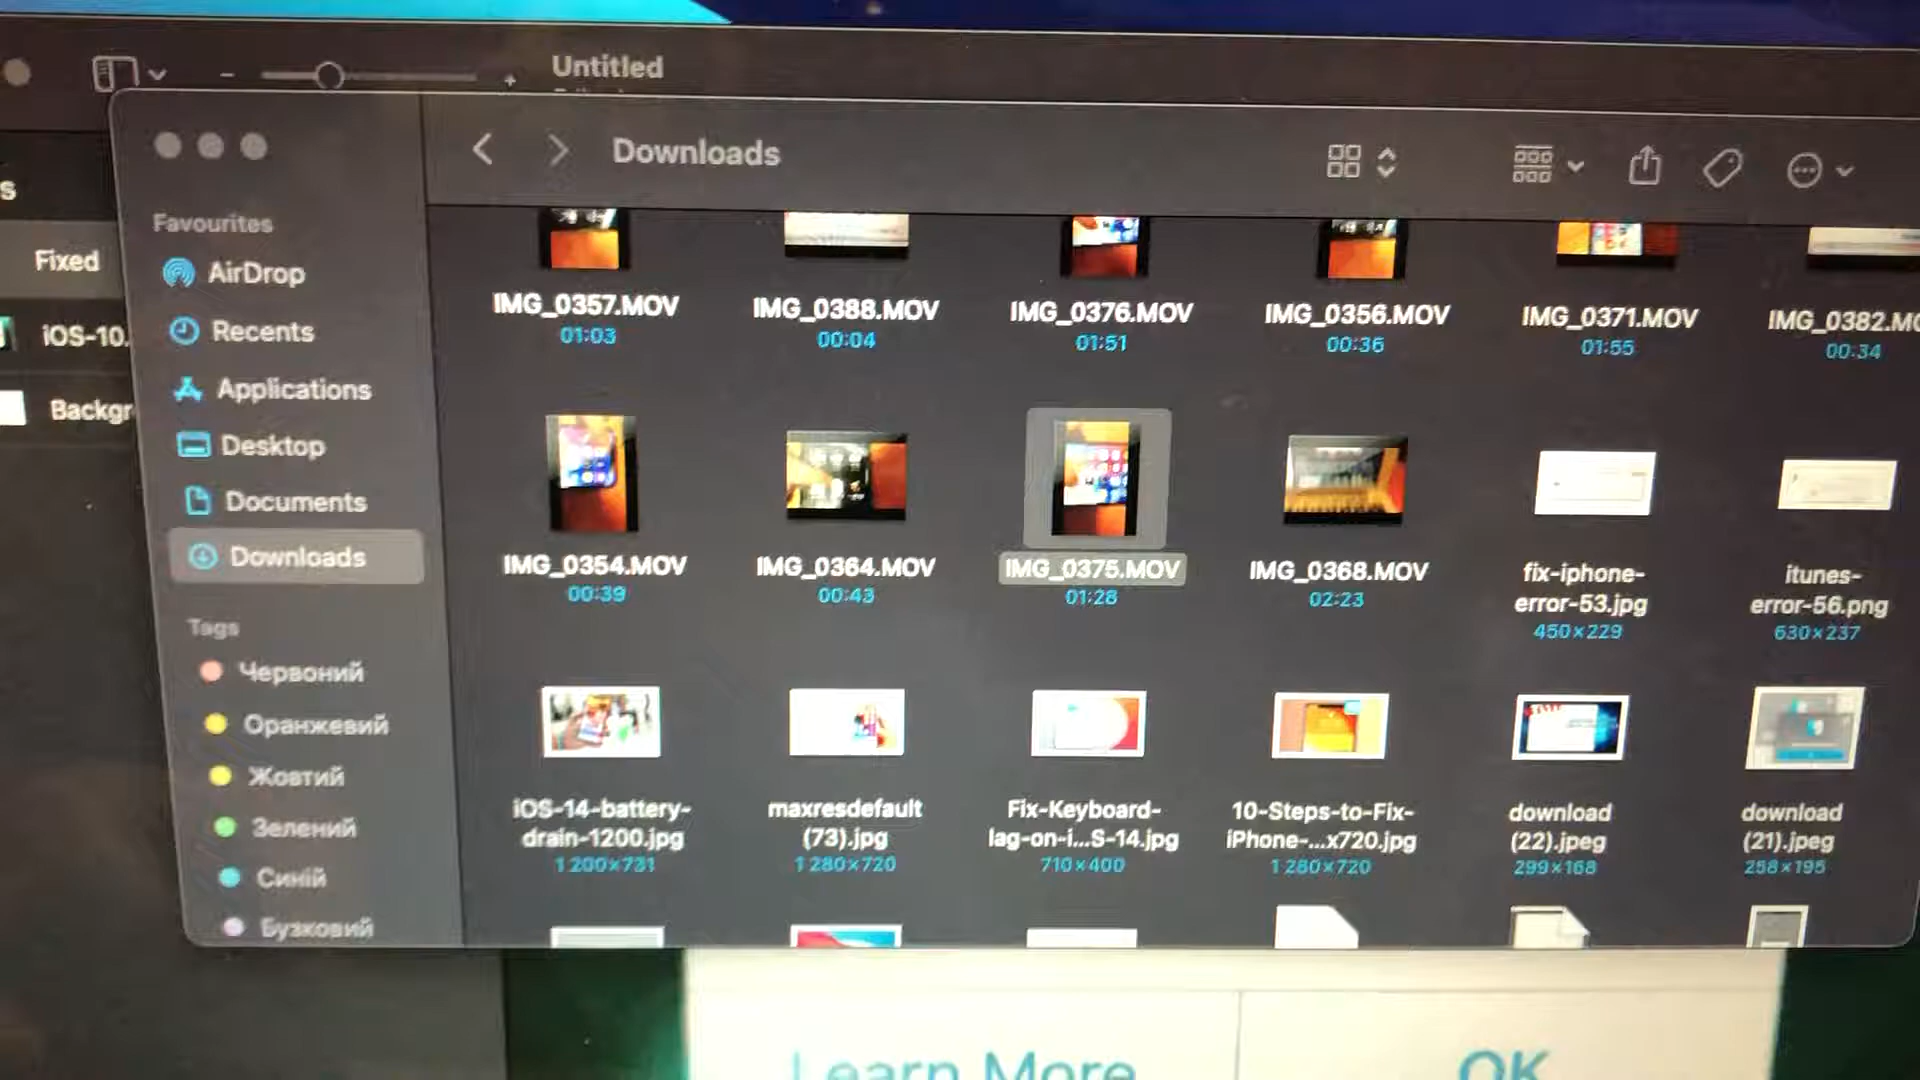 Untitled
Downloads
s
Favourites
Fixed
AirDrop
iOS-10.
Recents
Backgr
Applications
Desktop
Documents
Downloads
Tags
Червоний
Оранжевий
Жовтий
Зелений
Синій
Бузковий
IMG_0357.MOV
01:03
IMG_0388.MOV
00:04
IMG_0376.MOV
01:51
IMG_0356.MOV
00:36
IMG_0371.MOV
01:55
IMG_0382.MO
00:34
IMG_0354.MOV
00:39
IMG_0364.MOV
00:43
IMG_0375.MOV
01:28
IMG_0368.MOV
02:23
fix-iphone-
error-53.jpg
450×229
itunes-
error-56.png
630×237
iOS-14-battery-
drain-1200.jpg
1 200×731
maxresdefault
(73).jpg
1 280×720
Fix-Keyboard-
lag-on-i...S-14.jpg
710×400
10-Steps-to-Fix-
iPhone-...x720.jpg
1 280×720
download
(22).jpeg
299×168
download
(21).jpeg
258×195
Learn More
OK